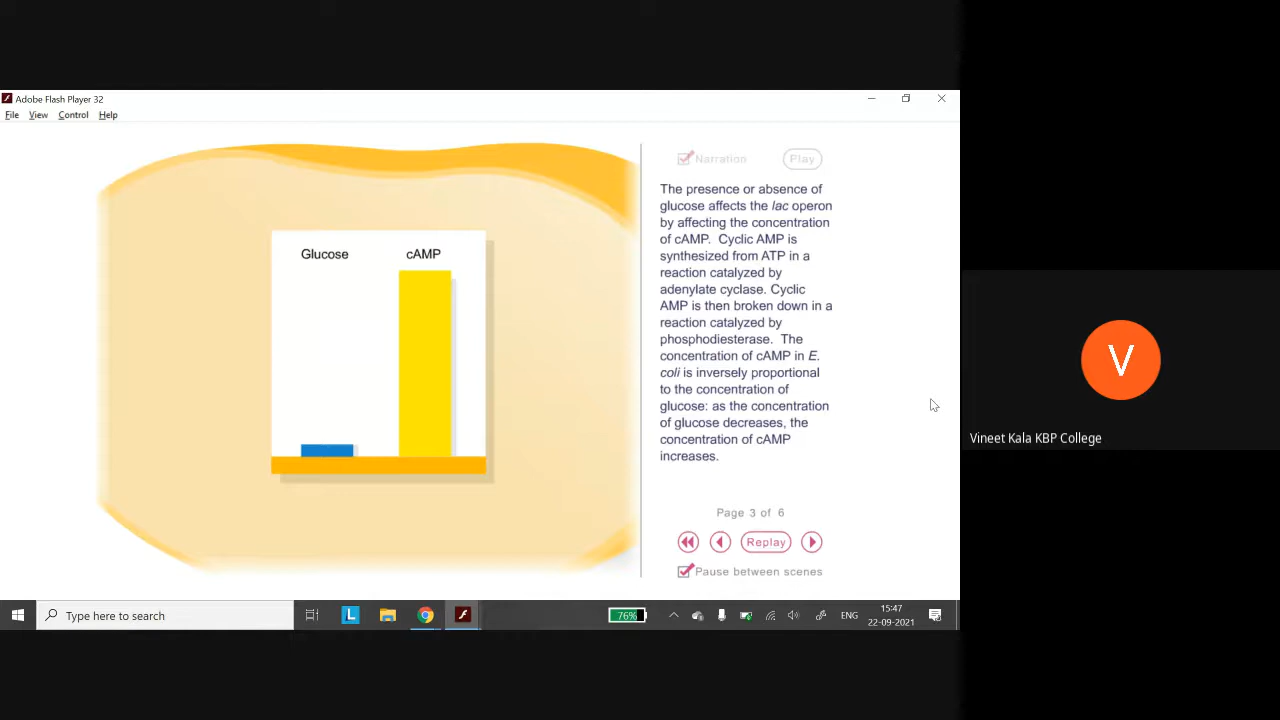 Adobe Flash Player 32
File View Control Help
Glucose cAMP
Narration Play
The presence or absence of
glucose affects the lac operon
by affecting the concentration
of cAMP. Cyclic AMP is
synthesized from ATP in a
reaction catalyzed by
adenylate cyclase. Cyclic
AMP is then broken down in a
reaction catalyzed by
phosphodiesterase. The
concentration of cAMP in E.
coli is inversely proportional
to the concentration of
glucose: as the concentration
of glucose decreases, the
concentration of cAMP
increases.
Page 3 of 6
Replay
Pause between scenes
V
Vineet Kala KBP College
Type here to search
L
76%
ENG
15:47
22-09-2021